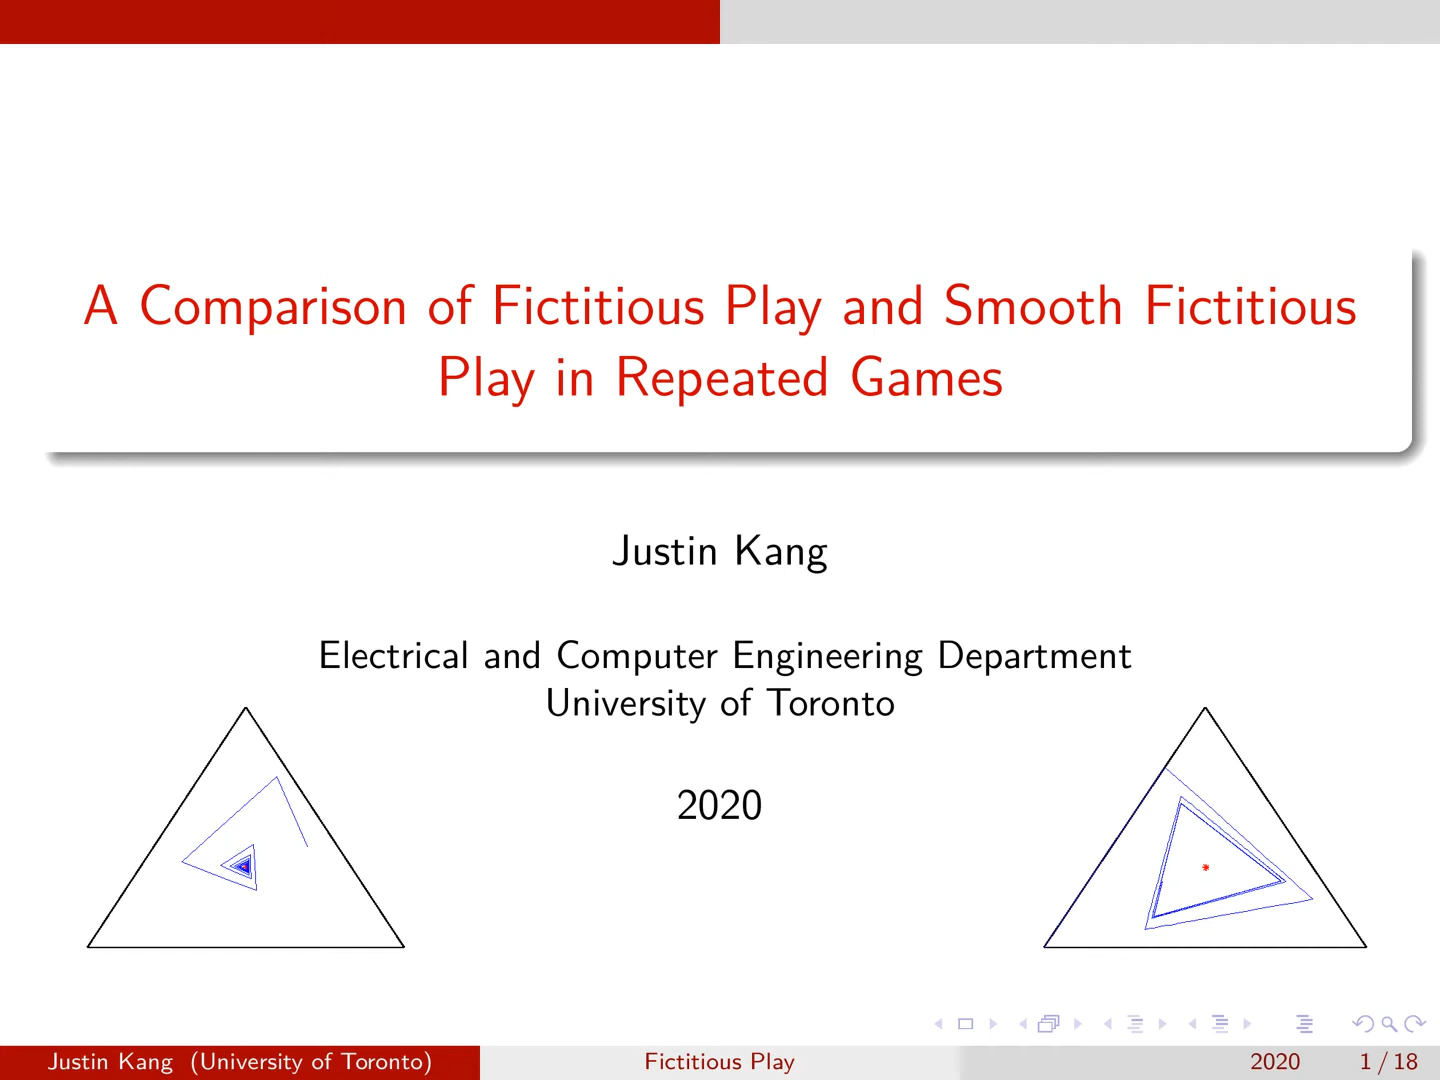 A Comparison of Fictitious Play and Smooth Fictitious
Play in Repeated Games
Justin Kang
Electrical and Computer Engineering Department
University of Toronto
2020
Justin Kang (University of Toronto)
Fictitious Play
2020
1 / 18